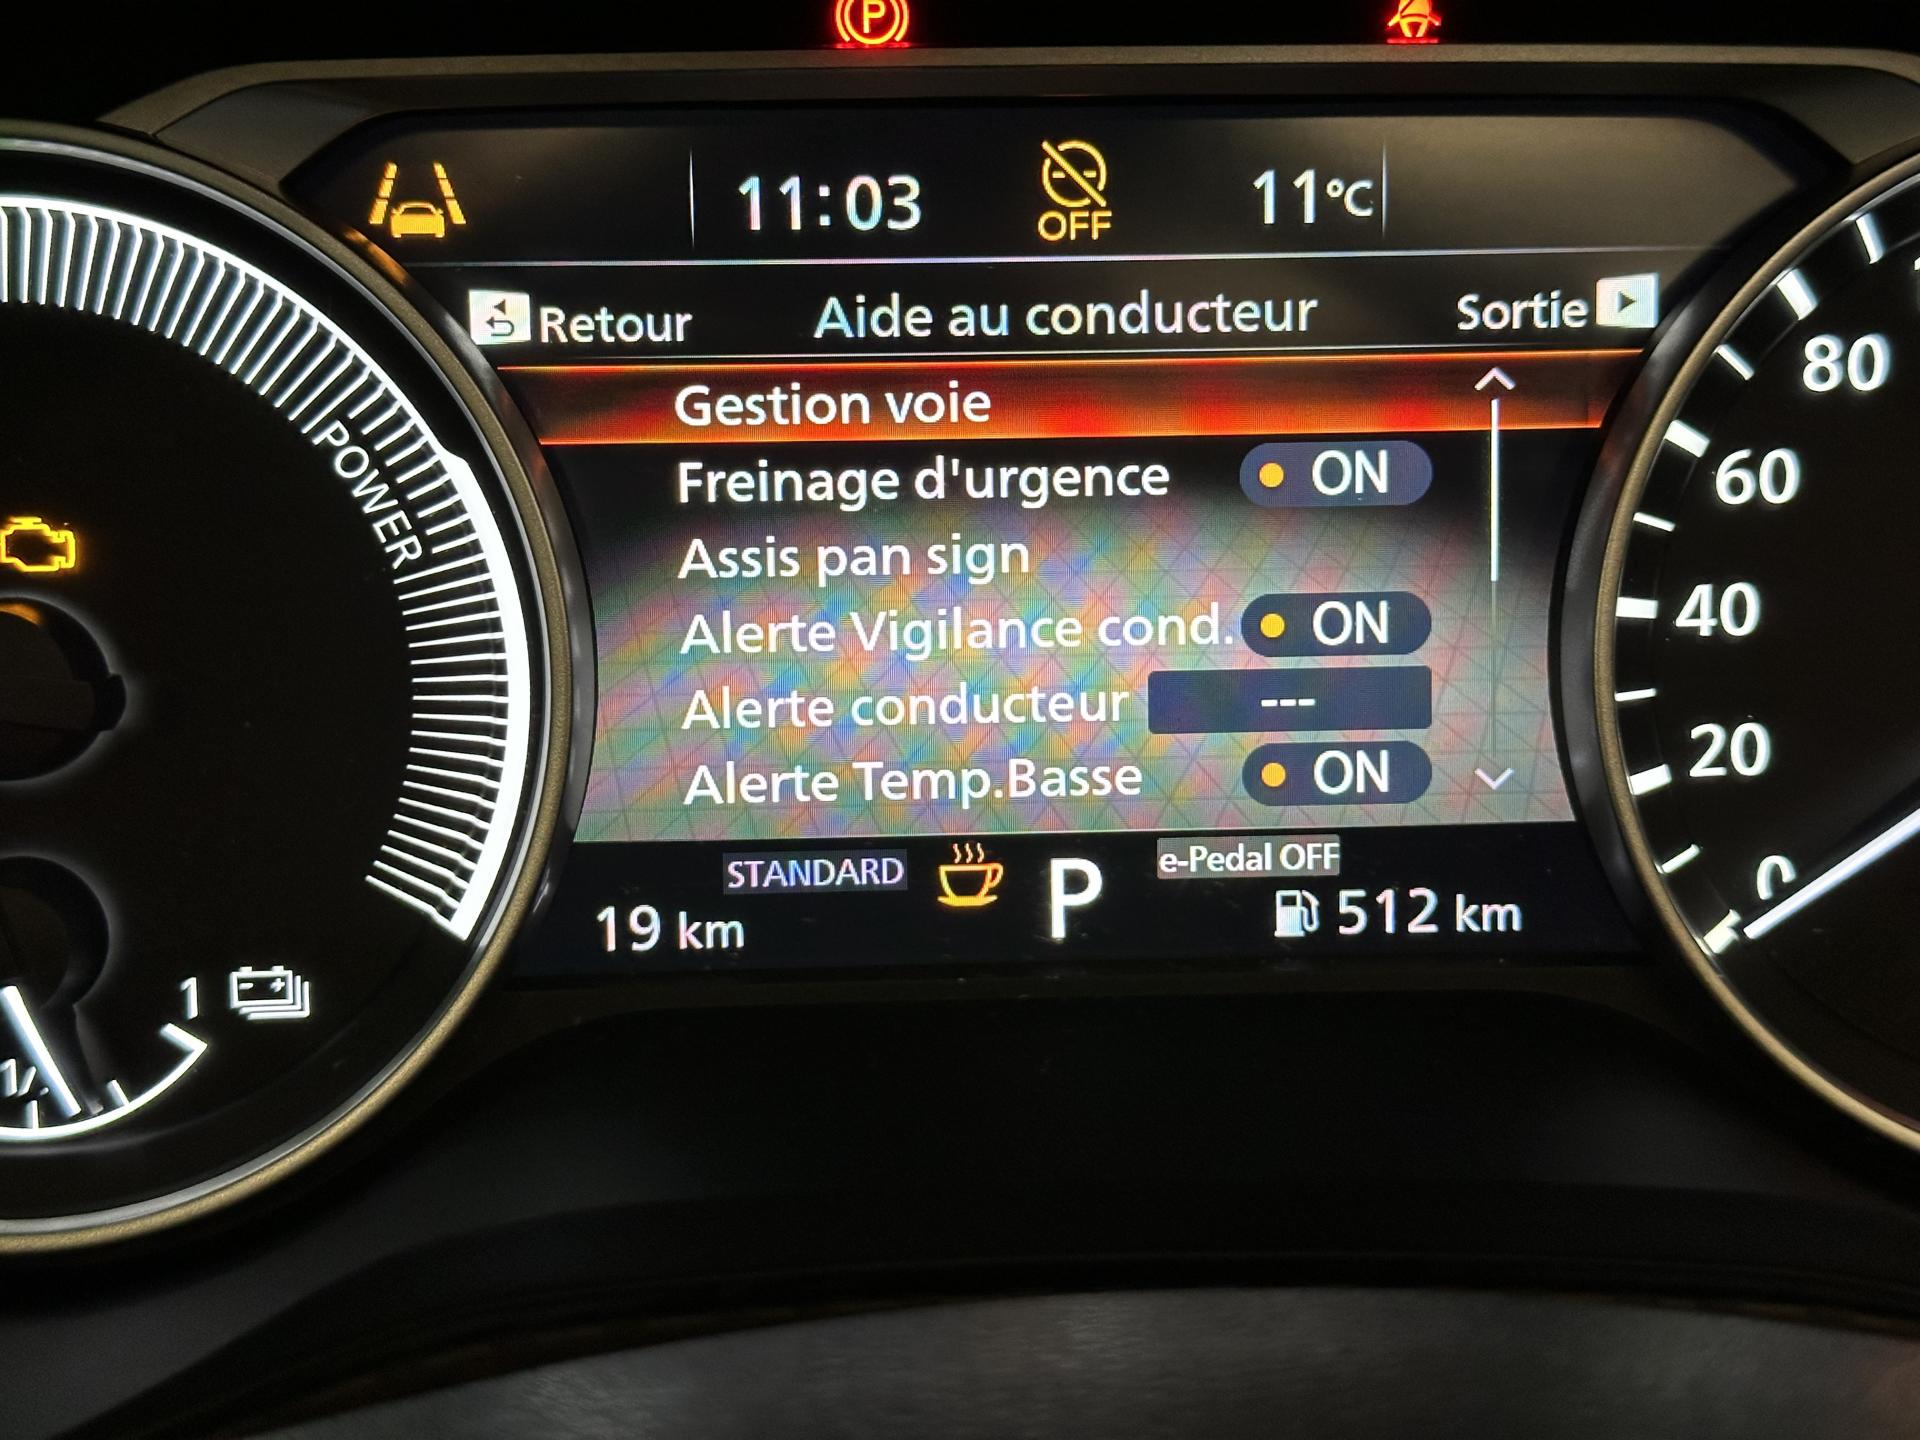 P
11:03
OFF
11°C
Retour
Aide au conducteur
Sortie
Gestion voie
Freinage d'urgence ON
Assis pan sign
Alerte Vigilance cond. ON
Alerte conducteur ---
Alerte Temp.Basse ON
STANDARD
P
e-Pedal OFF
19 km
512 km
POWER
1
80
60
40
20
0